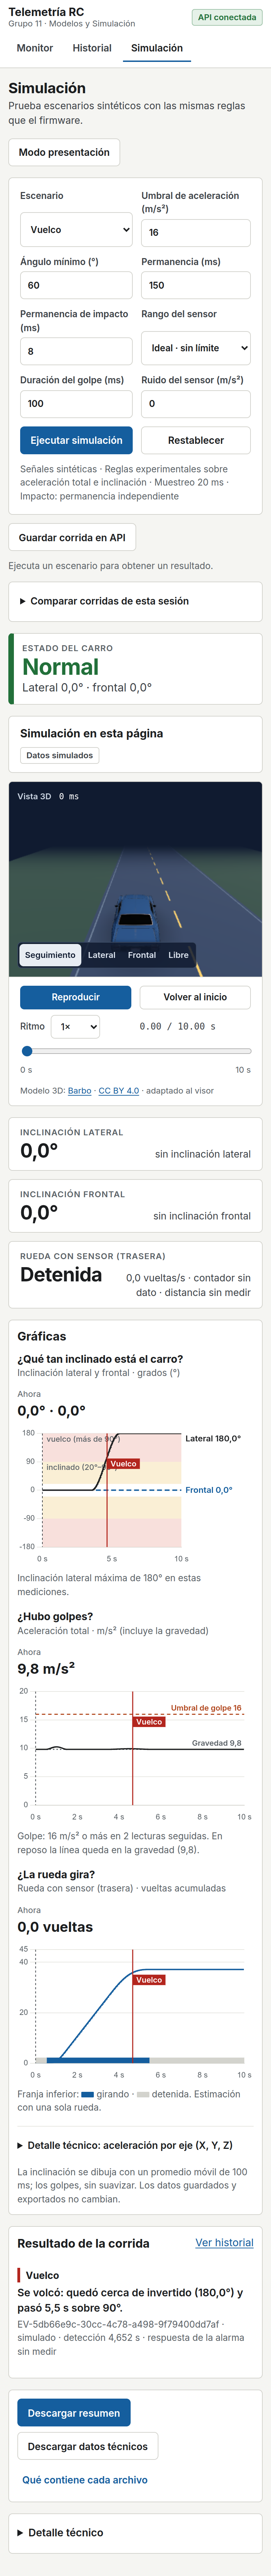 Telemetría RC
Grupo 11 · Modelos y Simulación
API conectada
Monitor
Historial
Simulación
Simulación
Prueba escenarios sintéticos con las mismas reglas
que el firmware.
Modo presentación
Escenario
Umbral de aceleración
(m/s²)
Vuelco
16
Ángulo mínimo (°)
Permanencia (ms)
60
150
Permanencia de impacto
(ms)
Rango del sensor
8
Ideal · sin límite
Duración del golpe (ms)
Ruido del sensor (m/s²)
100
0
Ejecutar simulación
Restablecer
Señales sintéticas · Reglas experimentales sobre
aceleración total e inclinación · Muestreo 20 ms ·
Impacto: permanencia independiente
Guardar corrida en API
Ejecuta un escenario para obtener un resultado.
Comparar corridas de esta sesión
ESTADO DEL CARRO
Normal
Lateral 0,0° · frontal 0,0°
Simulación en esta página
Datos simulados
Vista 3D 0 ms
Seguimiento
Lateral
Frontal
Libre
Reproducir
Volver al inicio
Ritmo
1×
0.00 / 10.00 s
0 s
10 s
Modelo 3D: Barbo · CC BY 4.0 · adaptado al visor
INCLINACIÓN LATERAL
0,0°
sin inclinación lateral
INCLINACIÓN FRONTAL
0,0°
sin inclinación frontal
RUEDA CON SENSOR (TRASERA)
Detenida
0,0 vueltas/s · contador sin
dato · distancia sin medir
Gráficas
¿Qué tan inclinado está el carro?
Inclinación lateral y frontal · grados (°)
Ahora
0,0° · 0,0°
180
vuelco (más de 90°)
Lateral 180,0°
90
Vuelco
inclinado (20°–
0
Frontal 0,0°
-90
-180
0 s
5 s
10 s
Inclinación lateral máxima de 180° en estas
mediciones.
¿Hubo golpes?
Aceleración total · m/s² (incluye la gravedad)
Ahora
9,8 m/s²
20
Umbral de golpe 16
15
Vuelco
10
Gravedad 9,8
5
0
0 s
2 s
4 s
6 s
8 s
10 s
Golpe: 16 m/s² o más en 2 lecturas seguidas. En
reposo la línea queda en la gravedad (9,8).
¿La rueda gira?
Rueda con sensor (trasera) · vueltas acumuladas
Ahora
0,0 vueltas
45
40
Vuelco
20
0
0 s
2 s
4 s
6 s
8 s
10 s
Franja inferior: girando · detenida. Estimación
con una sola rueda.
Detalle técnico: aceleración por eje (X, Y, Z)
La inclinación se dibuja con un promedio móvil de 100
ms; los golpes, sin suavizar. Los datos guardados y
exportados no cambian.
Resultado de la corrida
Ver historial
Vuelco
Se volcó: quedó cerca de invertido (180,0°) y
pasó 5,5 s sobre 90°.
EV-5db66e9c-30cc-4c78-a498-9f79400dd7af ·
simulado · detección 4,652 s · respuesta de la alarma
sin medir
Descargar resumen
Descargar datos técnicos
Qué contiene cada archivo
Detalle técnico